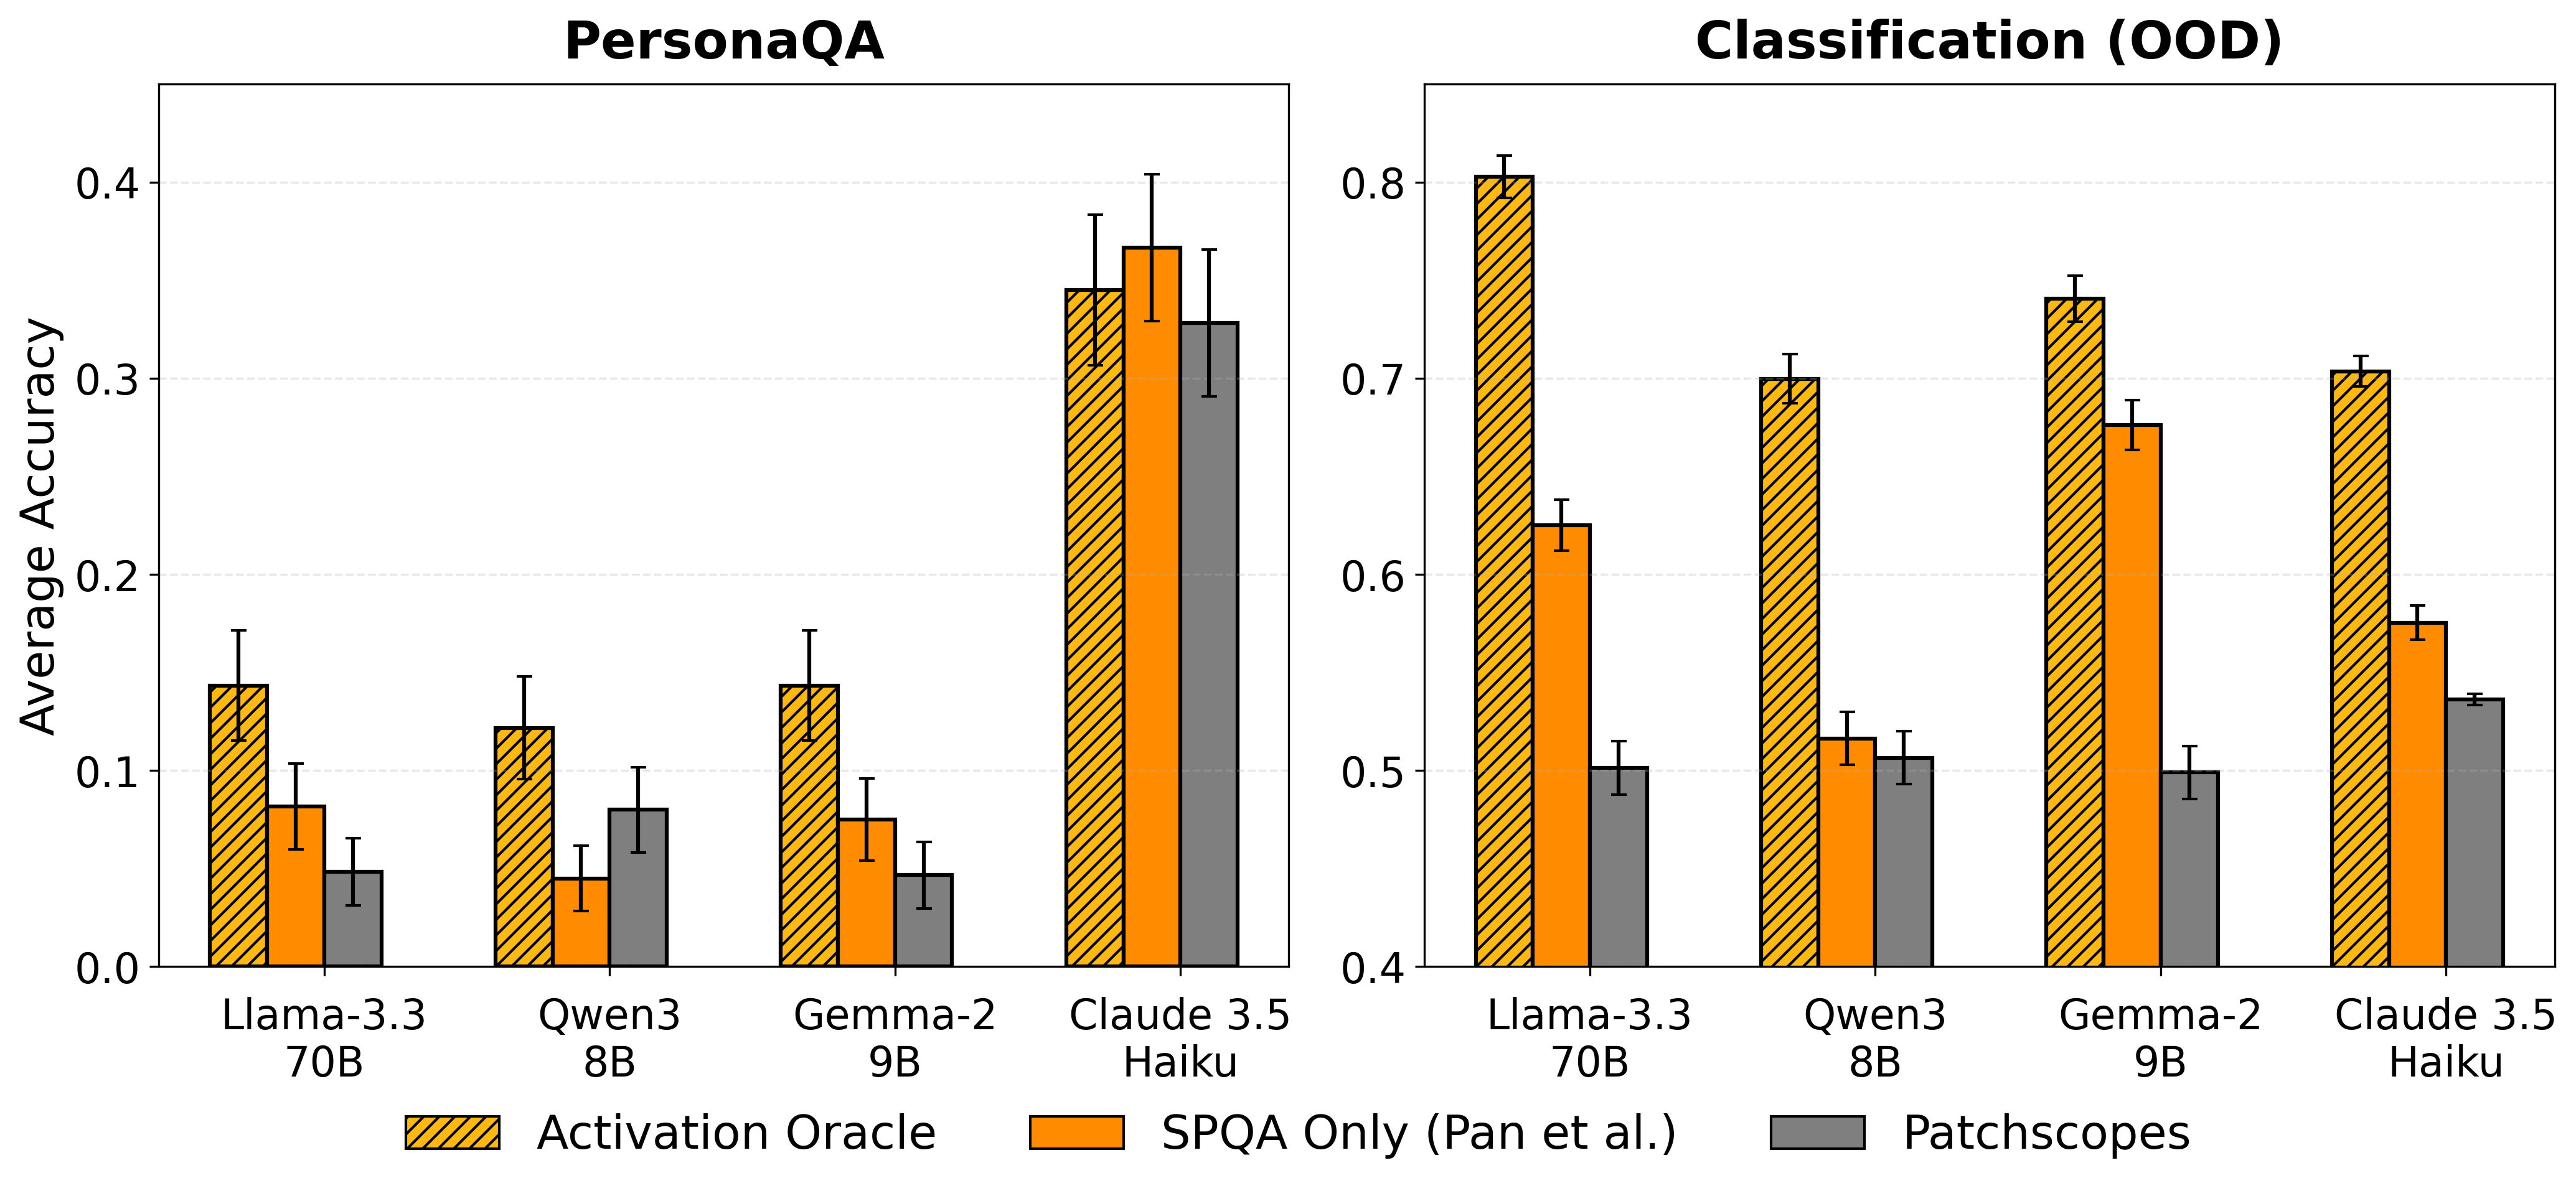 PersonaQA
Classification (OOD)
Average Accuracy
0.4
0.3
0.2
0.1
0.0
Llama-3.3
70B
Qwen3
8B
Gemma-2
9B
Claude 3.5
Haiku
0.8
0.7
0.6
0.5
0.4
Llama-3.3
70B
Qwen3
8B
Gemma-2
9B
Claude 3.5
Haiku
Activation Oracle
SPQA Only (Pan et al.)
Patchscopes